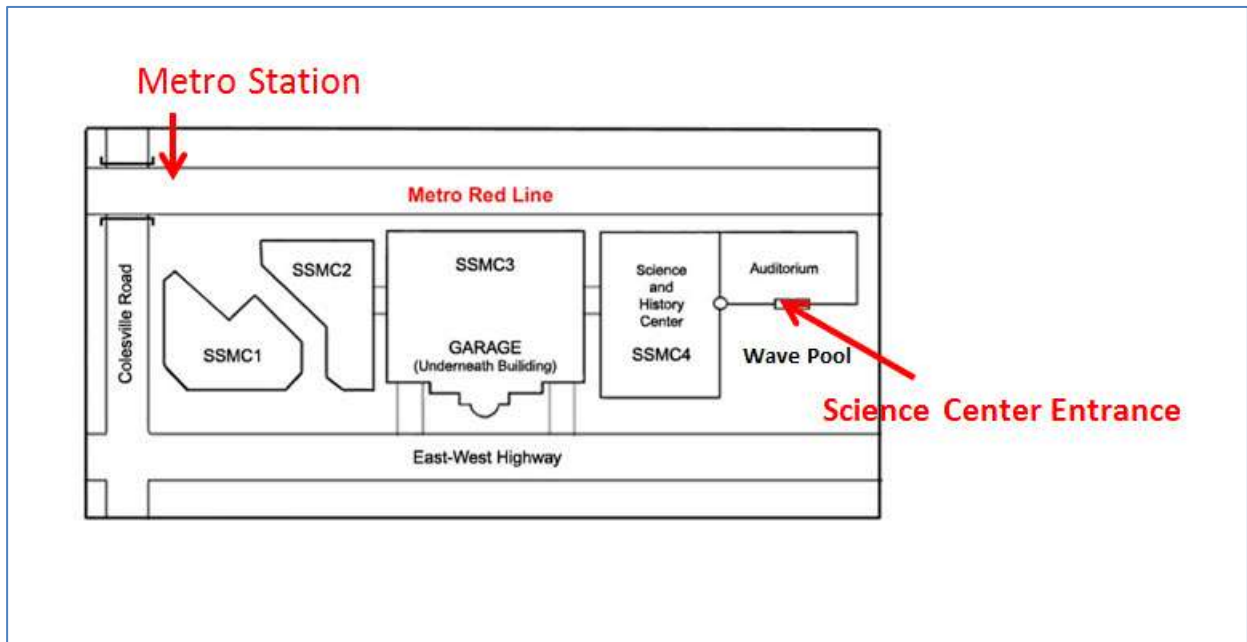 Metro Station
Metro Red Line
Colesville Road
SSMC1
SSMC2
SSMC3
GARAGE
(Underneath Builiding)
Science
and
History
Center
SSMC4
Auditorium
Wave Pool
Science Center Entrance
East-West Highway